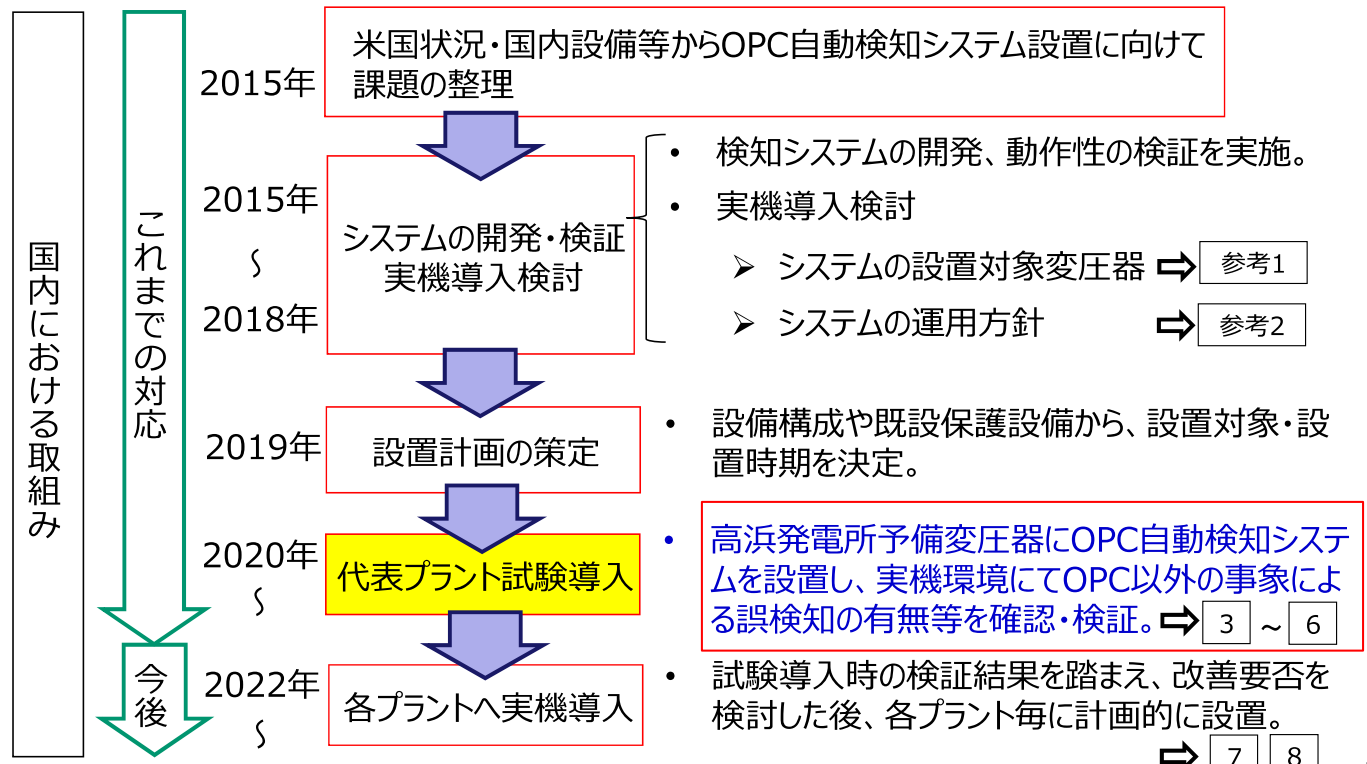 国内における取組み
これまでの対応
今後
2015年
米国状況・国内設備等からOPC自動検知システム設置に向けて
課題の整理
2015年
～
2018年
システムの開発・検証
実機導入検討
• 検知システムの開発、動作性の検証を実施。
• 実機導入検討
➢ システムの設置対象変圧器 ⇨ 参考1
➢ システムの運用方針 ⇨ 参考2
2019年
設置計画の策定
• 設備構成や既設保護設備から、設置対象・設
置時期を決定。
2020年
～
代表プラント試験導入
• 高浜発電所予備変圧器にOPC自動検知システ
ムを設置し、実機環境にてOPC以外の事象によ
る誤検知の有無等を確認・検証。⇨ 3 ～ 6
2022年
～
各プラントへ実機導入
• 試験導入時の検証結果を踏まえ、改善要否を
検討した後、各プラント毎に計画的に設置。
⇨ 7 8